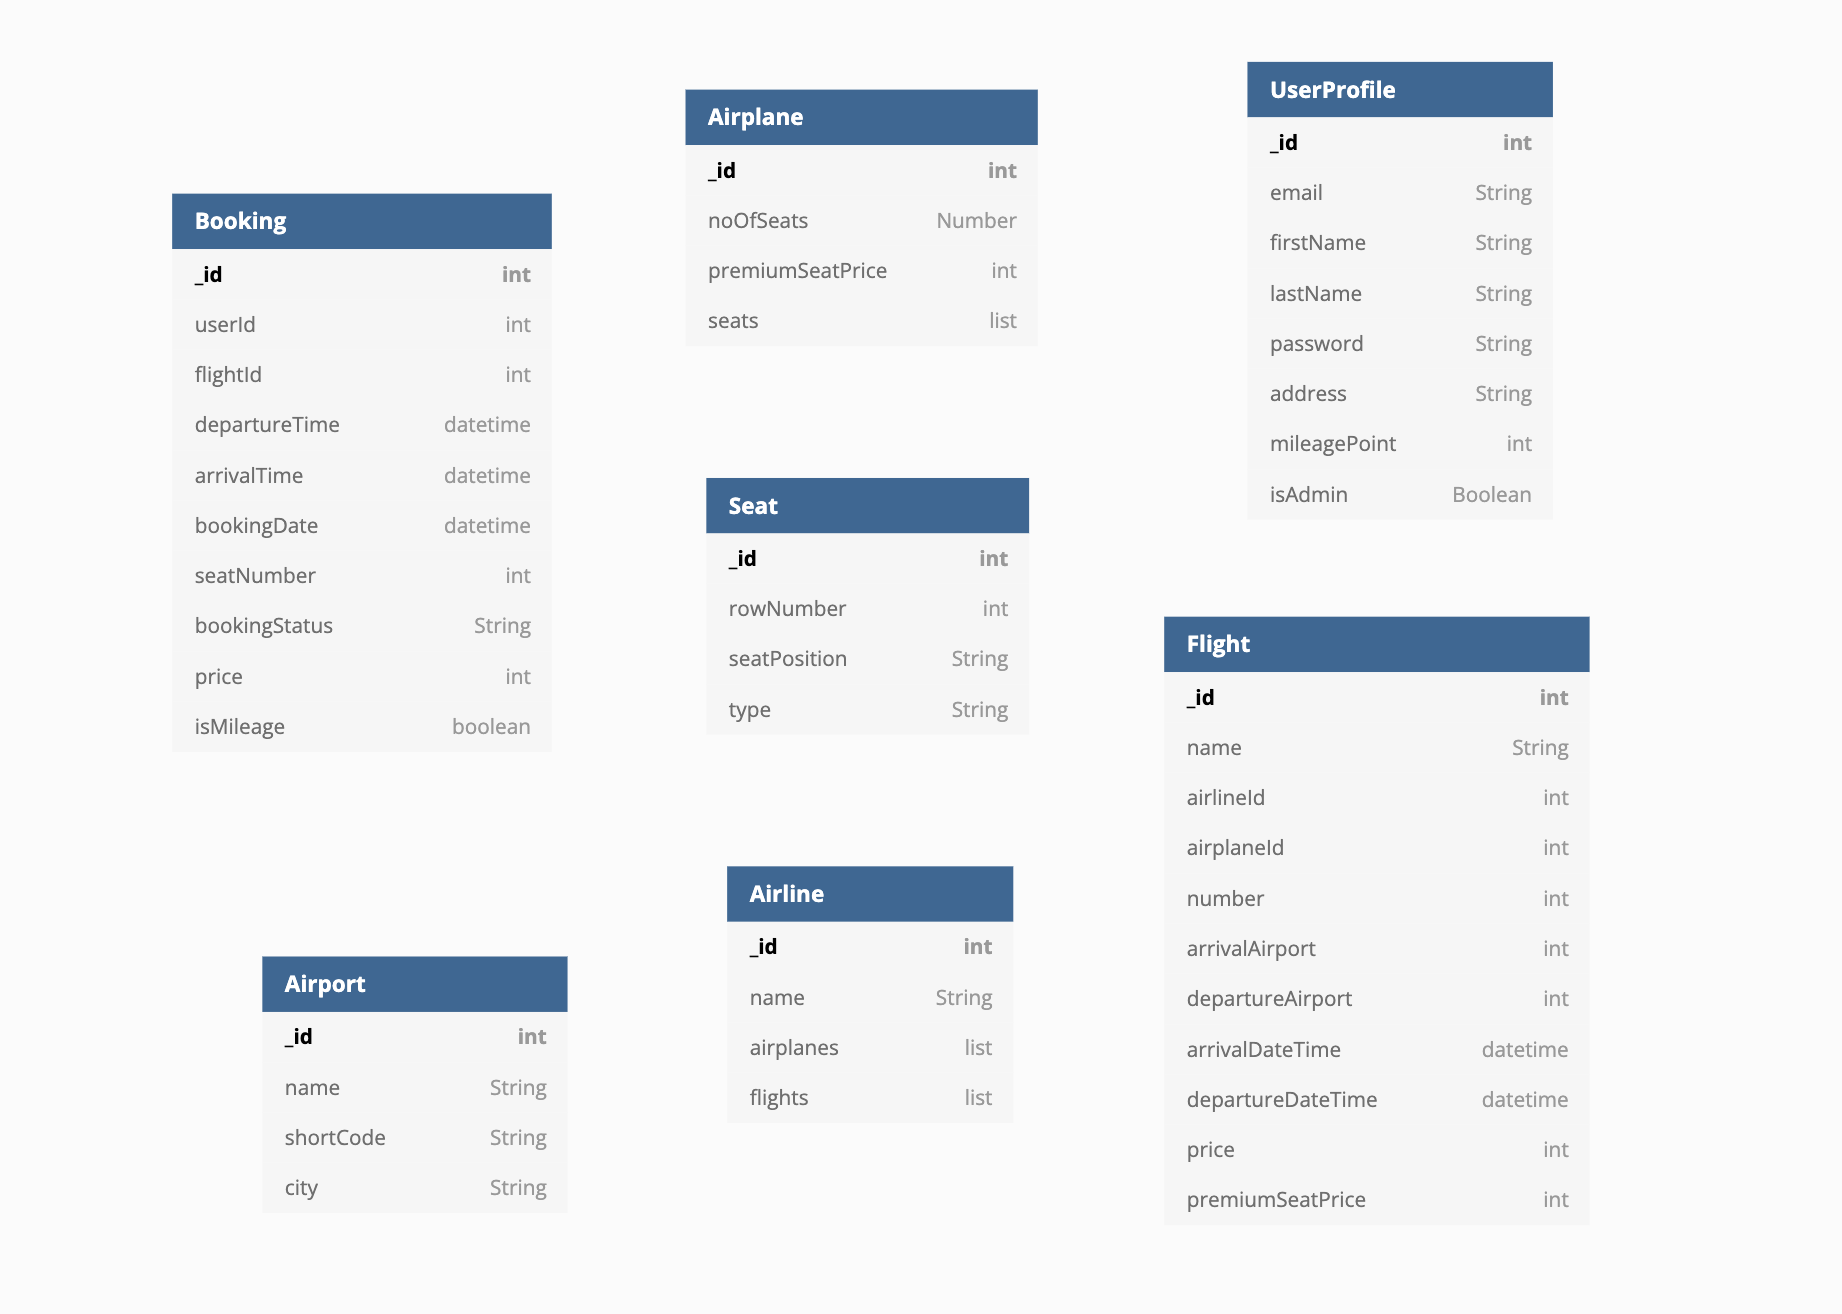 Booking
_id int
userId int
flightId int
departureTime datetime
arrivalTime datetime
bookingDate datetime
seatNumber int
bookingStatus String
price int
isMileage boolean
Airport
_id int
name String
shortCode String
city String
Airplane
_id int
noOfSeats Number
premiumSeatPrice int
seats list
Seat
_id int
rowNumber int
seatPosition String
type String
Airline
_id int
name String
airplanes list
flights list
UserProfile
_id int
email String
firstName String
lastName String
password String
address String
mileagePoint int
isAdmin Boolean
Flight
_id int
name String
airlineId int
airplaneId int
number int
arrivalAirport int
departureAirport int
arrivalDateTime datetime
departureDateTime datetime
price int
premiumSeatPrice int